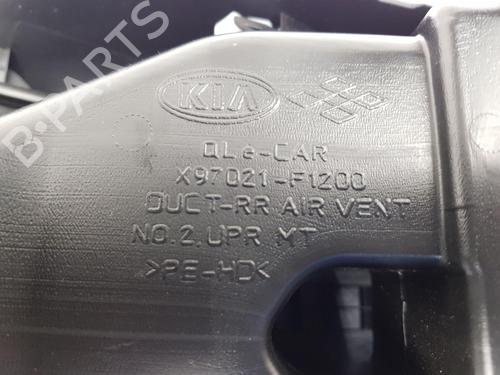 B-PARTS
KIA
QLe-CAR
X97021-F1200
DUCT-RR AIR VENT
NO.2.UPR MT
>PE-HD<